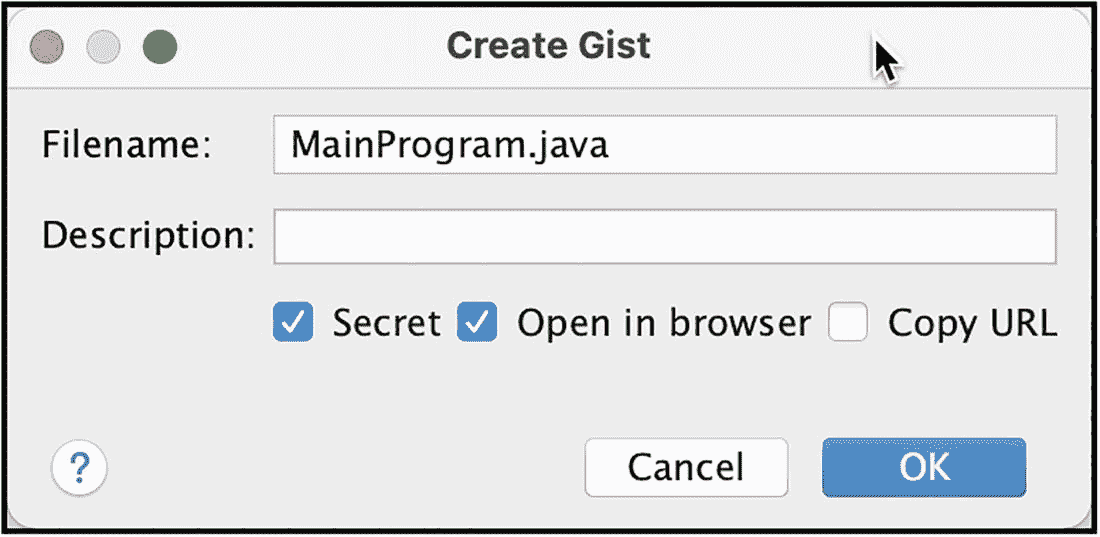 Create Gist
Filename: MainProgram.java
Description:
Secret Open in browser Copy URL
? Cancel OK